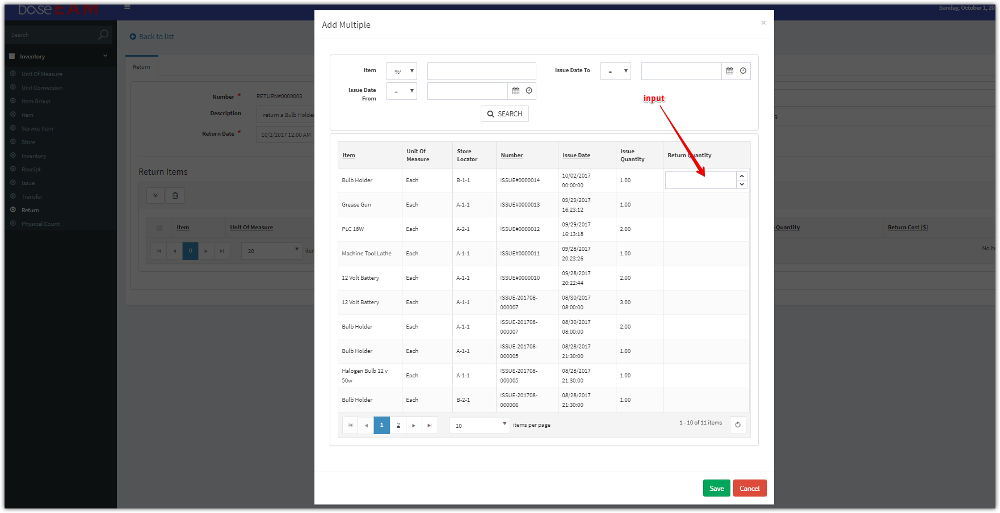 base EAM
Sunday, October 1, 20
Search
Inventory
Unit Of Measure
Unit Conversion
Item Group
Item
Service Item
Store
Inventory
Receipt
Issue
Transfer
Return
Physical Count
Back to list
Return
Number *
RETURN#0000003
Description
return a Bulb Holder
Return Date *
10/2/2017 12:00 AM
Return Items
Item
Unit Of Measure
0
20
Quantity
Return Cost [$]
Add Multiple
×
Item
Issue Date To
=
Issue Date
From
=
SEARCH
input
Item
Unit Of
Measure
Store
Locator
Number
Issue Date
Issue
Quantity
Return Quantity
Bulb Holder Each B-1-1 ISSUE#0000014 10/02/2017 00:00:00 1.00
Grease Gun Each A-1-1 ISSUE#0000013 09/29/2017 16:23:12 1.00
PLC 18W Each A-2-1 ISSUE#0000012 09/29/2017 16:13:18 2.00
Machine Tool Lathe Each A-1-1 ISSUE#0000011 09/28/2017 20:23:26 1.00
12 Volt Battery Each A-1-1 ISSUE#0000010 09/28/2017 20:22:44 2.00
12 Volt Battery Each A-1-1 ISSUE-201708-000007 08/30/2017 08:00:00 3.00
Bulb Holder Each A-1-1 ISSUE-201708-000007 08/30/2017 08:00:00 2.00
Bulb Holder Each A-1-1 ISSUE-201708-000005 08/28/2017 21:30:00 1.00
Halogen Bulb 12 v 50w Each A-1-1 ISSUE-201708-000005 08/28/2017 21:30:00 1.00
Bulb Holder Each B-2-1 ISSUE-201708-000006 08/28/2017 21:30:00 1.00
1 2
10 items per page
1 - 10 of 11 items
Save
Cancel